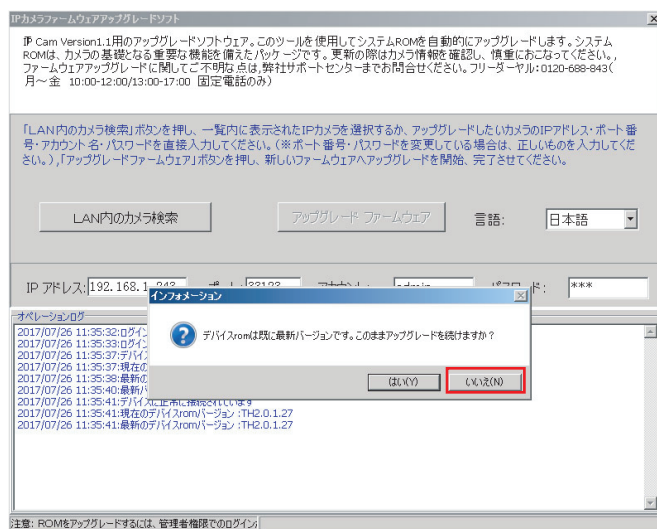 IPカメラファームウェアアップグレードソフト
IP Cam Version1.1用のアップグレードソフトウェア。このツールを使用してシステムROMを自動的にアップグレードします。システム
ROMは、カメラの基礎となる重要な機能を備えたパッケージです。更新の際はカメラ情報を確認し、慎重におこなってください。,
ファームウェアアップグレードに関してご不明な点は,弊社サポートセンターまでお問合せください。フリーダーヤル:0120-688-843(
月～金 10:00-12:00/13:00-17:00 固定電話のみ)
「LAN内のカメラ検索」ボタンを押し、一覧内に表示されたIPカメラを選択するか、アップグレードしたいカメラのIPアドレス・ポート番
号・アカウント名・パスワードを直接入力してください。(※ポート番号・パスワードを変更している場合は、正しいものを入力してくだ
さい。),「アップグレードファームウェア」ボタンを押し、新しいファームウェアへアップグレードを開始、完了させてください。
LAN内のカメラ検索 アップグレード ファームウェア 言語: 日本語
IP アドレス: 192.168.1 33123 admin ド: ***
インフォメーション
デバイスromは既に最新バージョンです。このままアップグレードを続けますか？
はい(Y) いいえ(N)
オペレーションログ
2017/07/26 11:35:32:ログイン
2017/07/26 11:35:33:ログイン
2017/07/26 11:35:37:デバイ
2017/07/26 11:35:37:現在の
2017/07/26 11:35:38:最新の
2017/07/26 11:35:40:最新バ
2017/07/26 11:35:41:デバイスに正常に接続されています
2017/07/26 11:35:41:現在のデバイスromバージョン :TH2.0.1.27
2017/07/26 11:35:41:最新のデバイスromバージョン :TH2.0.1.27
注意: ROMをアップグレードするには、管理者権限でのログイン